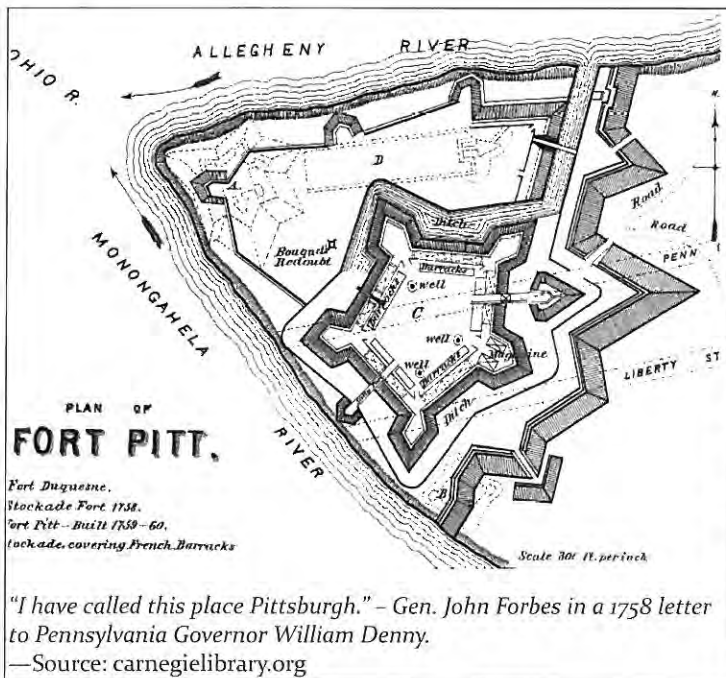 OHIO R.
ALLEGHENY RIVER
MONONGAHELA RIVER
A
D
Ditch
Bouquet
Redoubt
Barracks
well
Barracks
C
well
well
Barracks
Magazine
Ditch
B
Road
Road
PENN
LIBERTY ST
N.
PLAN OF
FORT PITT.
Fort Duquesne.
Stockade Fort 1758.
Fort Pitt – Built 1759–60.
tockade, covering French Barracks
Scale 300 ft. per inch
"I have called this place Pittsburgh." – Gen. John Forbes in a 1758 letter
to Pennsylvania Governor William Denny.
—Source: carnegielibrary.org